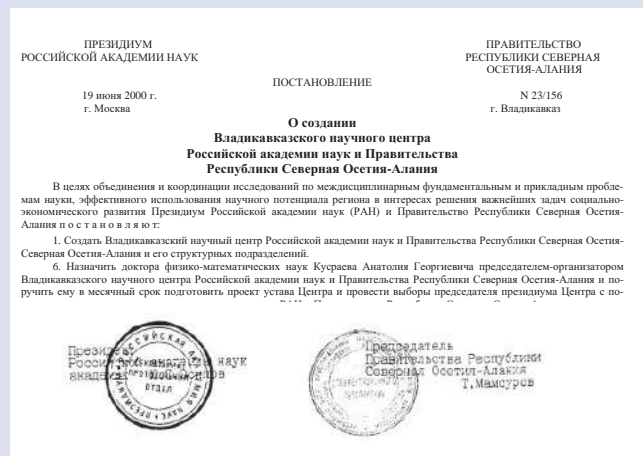 ПРЕЗИДИУМ
РОССИЙСКОЙ АКАДЕМИИ НАУК
ПРАВИТЕЛЬСТВО
РЕСПУБЛИКИ СЕВЕРНАЯ
ОСЕТИЯ-АЛАНИЯ
ПОСТАНОВЛЕНИЕ
19 июня 2000 г.
г. Москва
N 23/156
г. Владикавказ
О создании
Владикавказского научного центра
Российской академии наук и Правительства
Республики Северная Осетия-Алания
В целях объединения и координации исследований по междисциплинарным фундаментальным и прикладным пробле-
мам науки, эффективного использования научного потенциала региона в интересах решения важнейших задач социально-
экономического развития Президиум Российской академии наук (РАН) и Правительство Республики Северная Осетия-
Алания п о с т а н о в л я ю т:
1. Создать Владикавказский научный центр Российской академии наук и Правительства Республики Северная Осетия-
Северная Осетия-Алания и его структурных подразделений.
6. Назначить доктора физико-математических наук Кусраева Анатолия Георгиевича председателем-организатором
Владикавказского научного центра Российской академии наук и Правительства Республики Северная Осетия-Алания и по-
ручить ему в месячный срок подготовить проект устава Центра и провести выборы председателя президиума Центра с по-
наук
ОТДЕЛ
Председатель
Правительства Республики
Северная Осетия-Алания
Т.Мамсуров